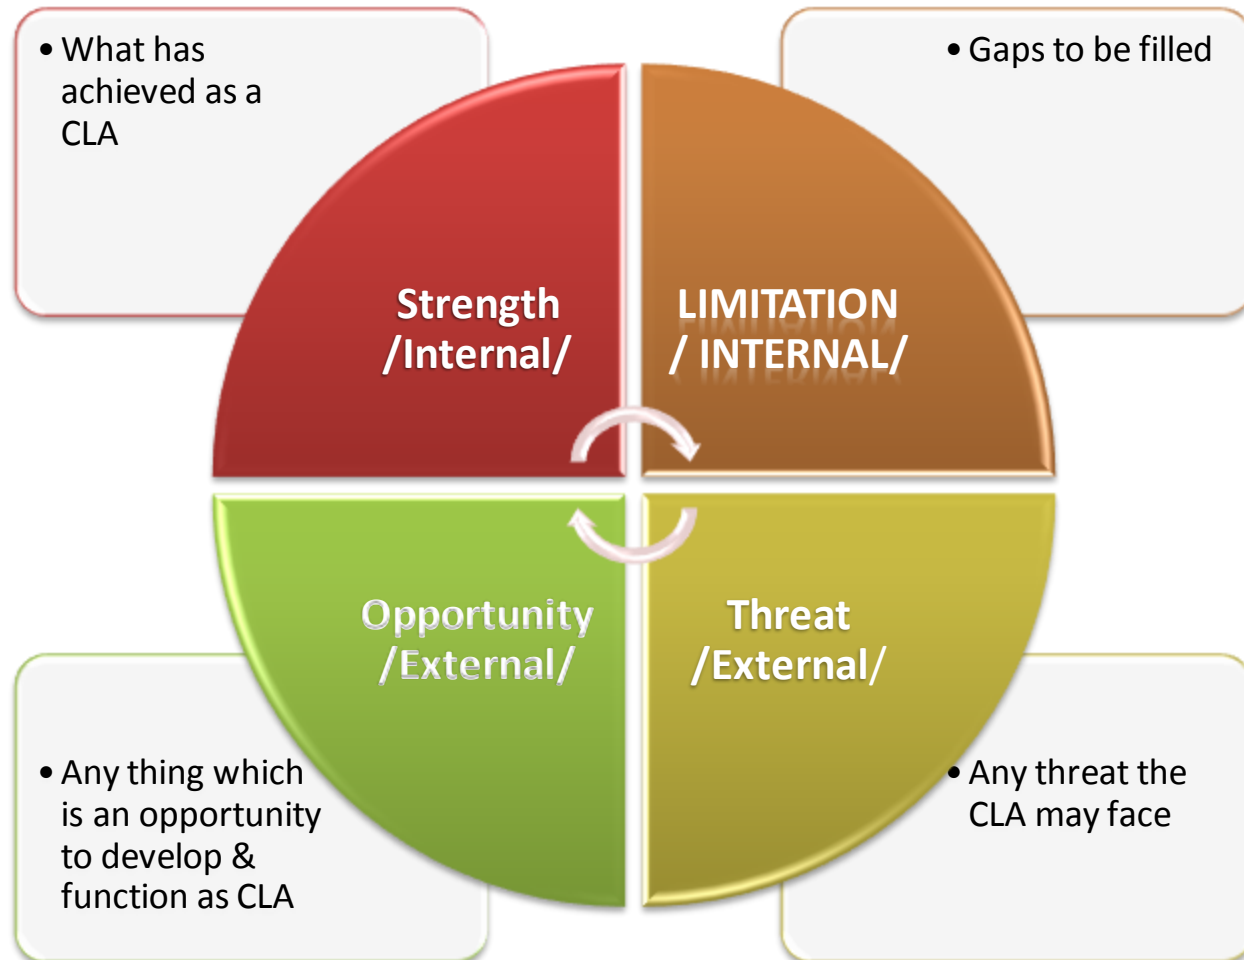 • What has
achieved as a
CLA
• Gaps to be filled
Strength
/Internal/
LIMITATION
/ INTERNAL/
Opportunity
/External/
Threat
/External/
• Any thing which
is an opportunity
to develop &
function as CLA
• Any threat the
CLA may face